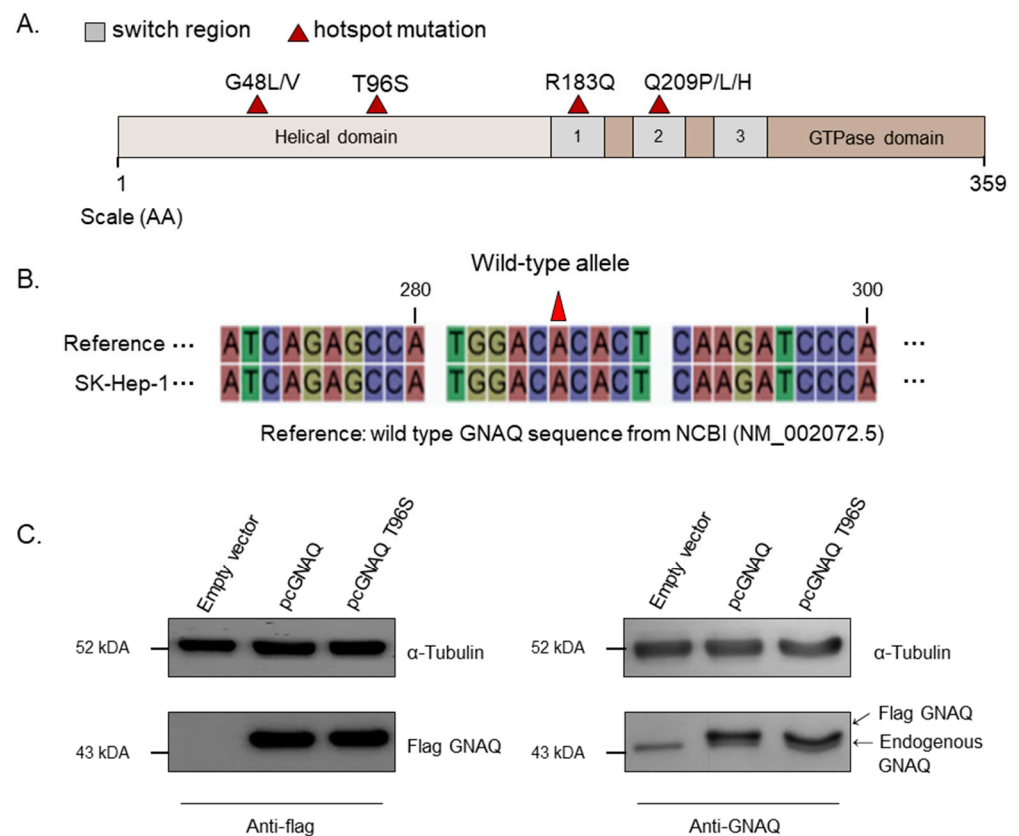 A.
switch region
hotspot mutation
G48L/V
T96S
R183Q
Q209P/L/H
Helical domain
1
2
3
GTPase domain
1
359
Scale (AA)
B.
Wild-type allele
280
300
Reference ... ATCAGAGCCA TGGACACACT CAAGATCCCA ...
SK-Hep-1 ... ATCAGAGCCA TGGACACACT CAAGATCCCA ...
Reference: wild type GNAQ sequence from NCBI (NM_002072.5)
C.
Empty vector
pcGNAQ
pcGNAQ T96S
52 kDA
α-Tubulin
43 kDA
Flag GNAQ
Anti-flag
Empty vector
pcGNAQ
pcGNAQ T96S
52 kDA
α-Tubulin
43 kDA
Flag GNAQ
Endogenous
GNAQ
Anti-GNAQ